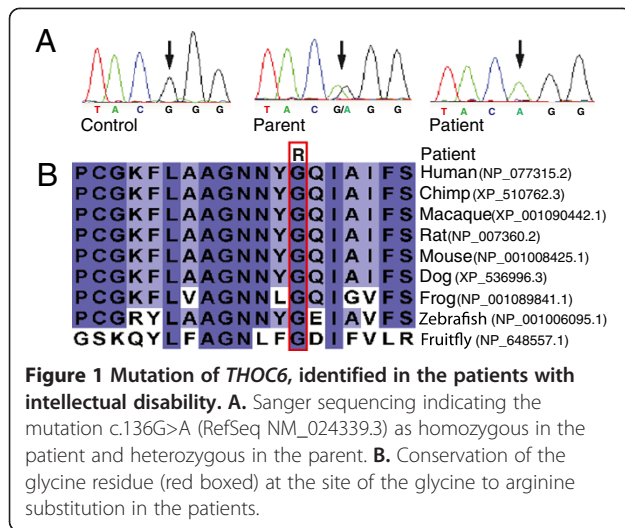 A
T A C G G G
Control
T A C G/A G G
Parent
T A C A G G
Patient
B
R Patient
P C G K F L A A G N N Y G Q I A I F S Human (NP_077315.2)
P C G K F L A A G N N Y G Q I A I F S Chimp (XP_510762.3)
P C G K F L A A G N N Y G Q I A I F S Macaque (XP_001090442.1)
P C G K F L A A G N N Y G Q I A I F S Rat (NP_007360.2)
P C G K F L A A G N N Y G Q I A I F S Mouse (NP_001008425.1)
P C G K F L A A G N N Y G Q I A I F S Dog (XP_536996.3)
P C G K F L V A G N N L G Q I G V F S Frog (NP_001089841.1)
P C G R Y L A A G N N Y G E I A V F S Zebrafish (NP_001006095.1)
G S K Q Y L F A G N L F G D I F V L R Fruitfly (NP_648557.1)
Figure 1 Mutation of THOC6, identified in the patients with
intellectual disability. A. Sanger sequencing indicating the
mutation c.136G>A (RefSeq NM_024339.3) as homozygous in the
patient and heterozygous in the parent. B. Conservation of the
glycine residue (red boxed) at the site of the glycine to arginine
substitution in the patients.